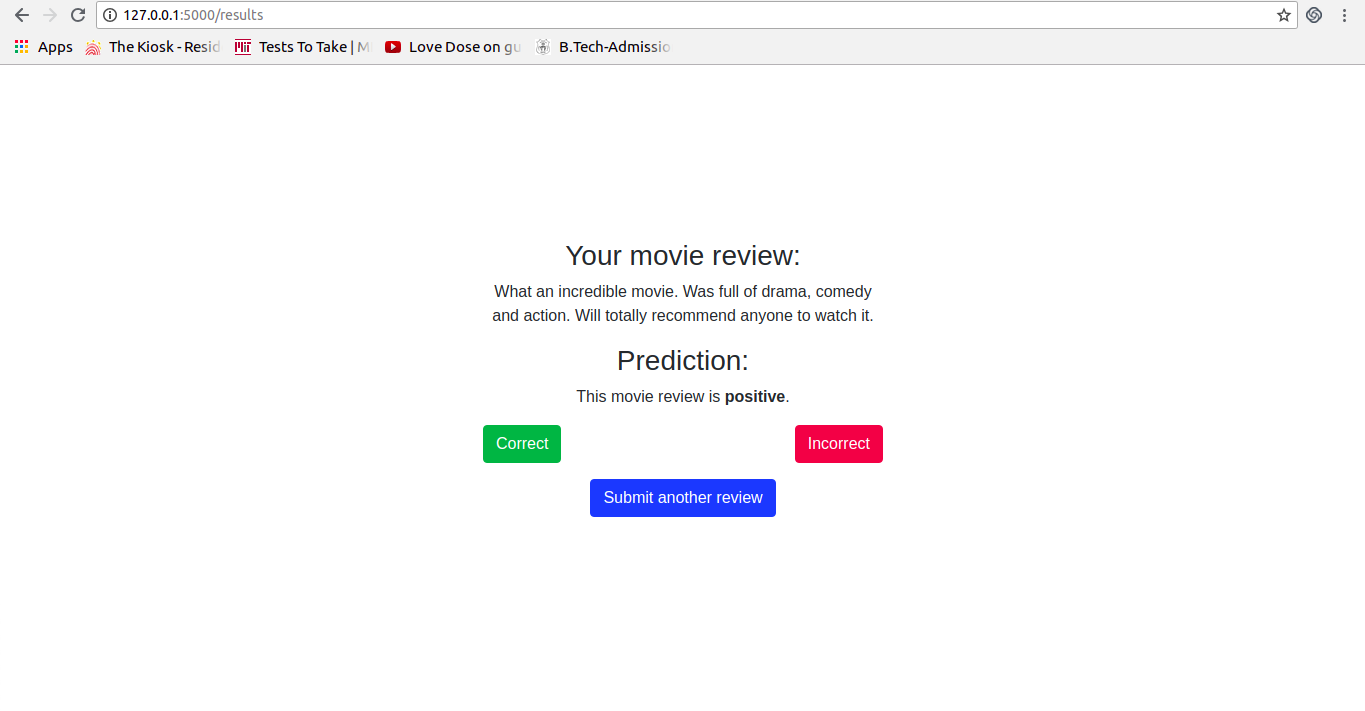 127.0.0.1:5000/results
Apps The Kiosk - Resid Tests To Take | M Love Dose on gu B.Tech-Admissio
Your movie review:
What an incredible movie. Was full of drama, comedy
and action. Will totally recommend anyone to watch it.
Prediction:
This movie review is positive.
Correct Incorrect
Submit another review